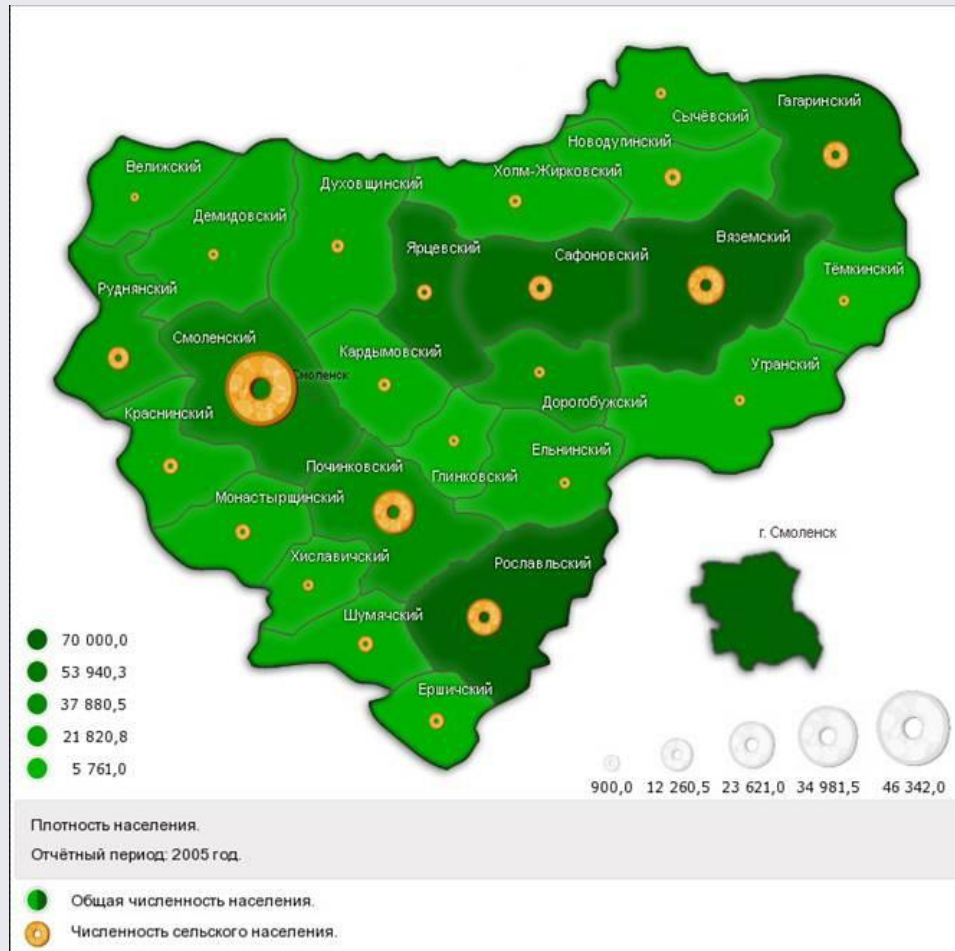 Сычёвский
Гагаринский
Новодугинский
Велижский
Холм-Жирковский
Духовщинский
Демидовский
Вяземский
Ярцевский
Сафоновский
Тёмкинский
Руднянский
Смоленский
Кардымовский
Смоленск
Угранский
Дорогобужский
Краснинский
Ельнинский
Починковский
Глинковский
Монастырщинский
г. Смоленск
Хиславичский
Рославльский
Шумячский
Ершичский
70 000,0
53 940,3
37 880,5
21 820,8
5 761,0
900,0 12 260,5 23 621,0 34 981,5 46 342,0
Плотность населения.
Отчётный период: 2005 год.
Общая численность населения.
Численность сельского населения.